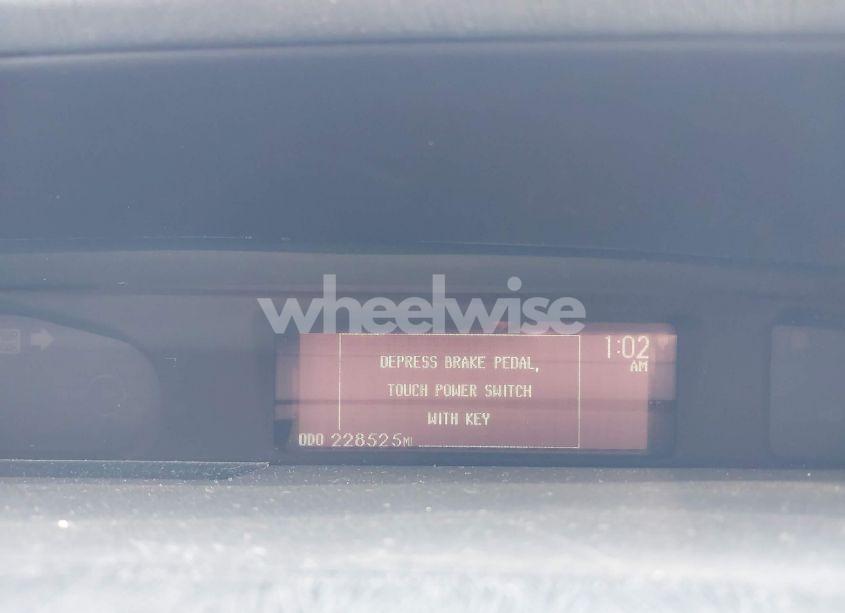 wheelwise
DEPRESS BRAKE PEDAL,
TOUCH POWER SWITCH
WITH KEY
1:02
AM
ODO 228525MI